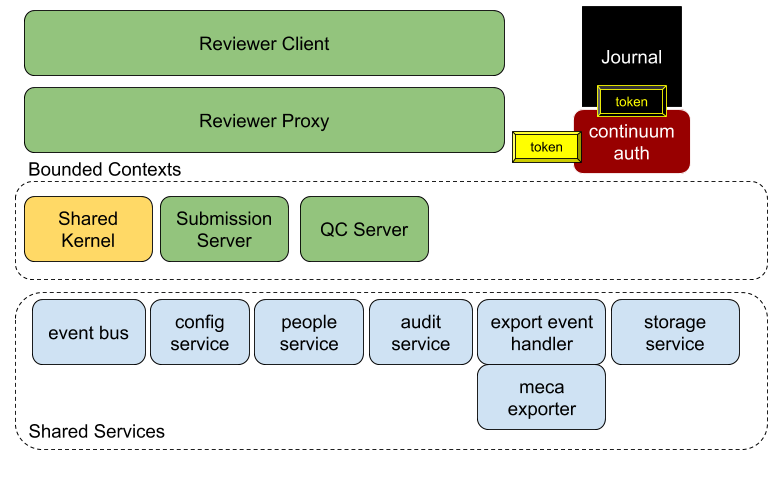 Reviewer Client
Journal
token
Reviewer Proxy
continuum
auth
token
Bounded Contexts
Shared
Kernel
Submission
Server
QC Server
event bus
config
service
people
service
audit
service
export event
handler
storage
service
meca
exporter
Shared Services